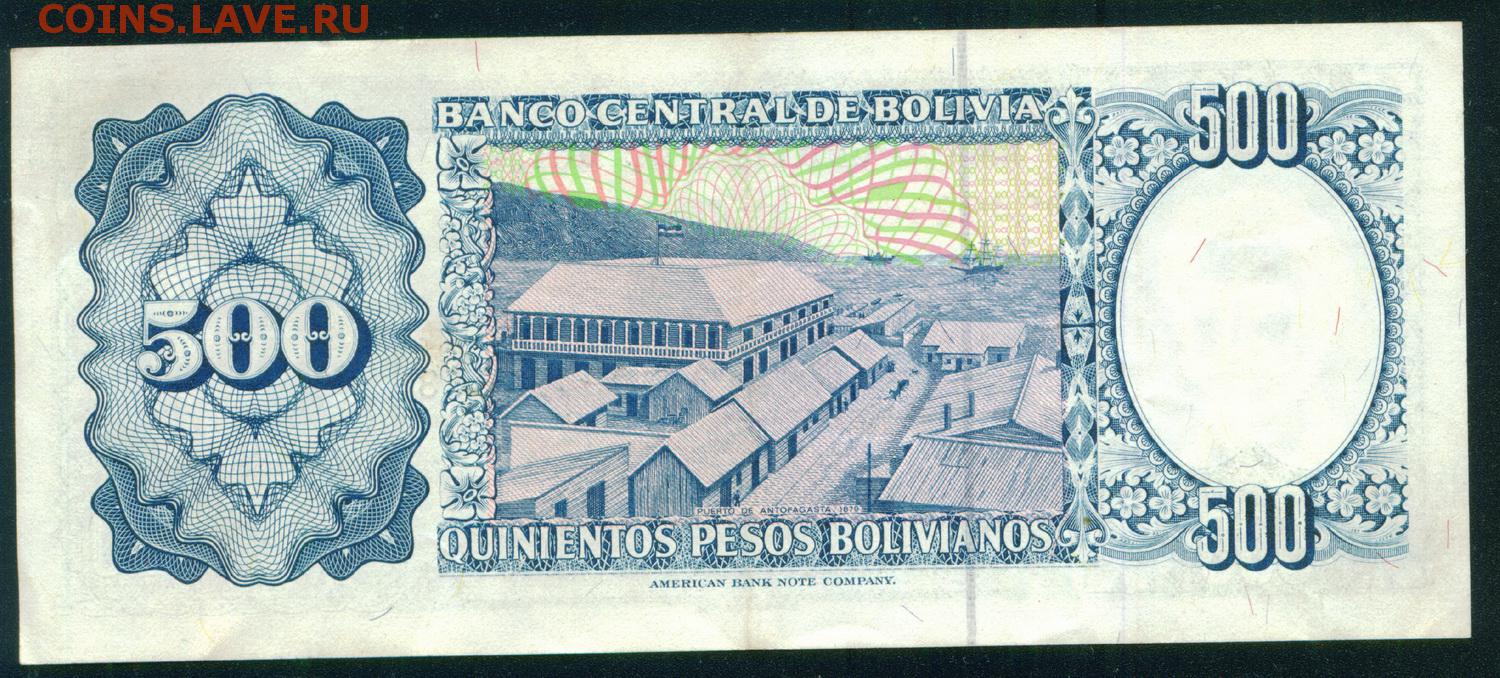 COINS.LAVE.RU
BANCO CENTRAL DE BOLIVIA
500
500
PUERTO DE ANTOFAGASTA, 1879
QUINIENTOS PESOS BOLIVIANOS
500
AMERICAN BANK NOTE COMPANY.